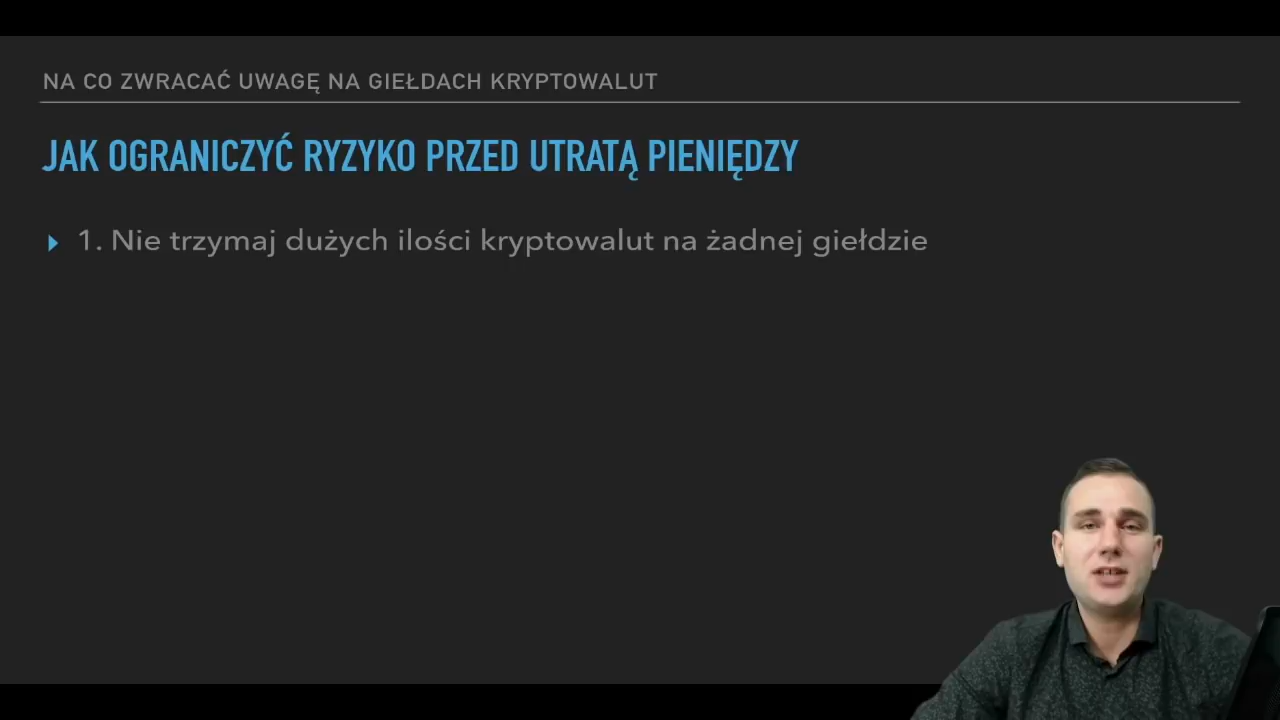 NA CO ZWRACAĆ UWAGĘ NA GIEŁDACH KRYPTOWALUT
JAK OGRANICZYĆ RYZYKO PRZED UTRATĄ PIENIĘDZY
1. Nie trzymaj dużych ilości kryptowalut na żadnej giełdzie